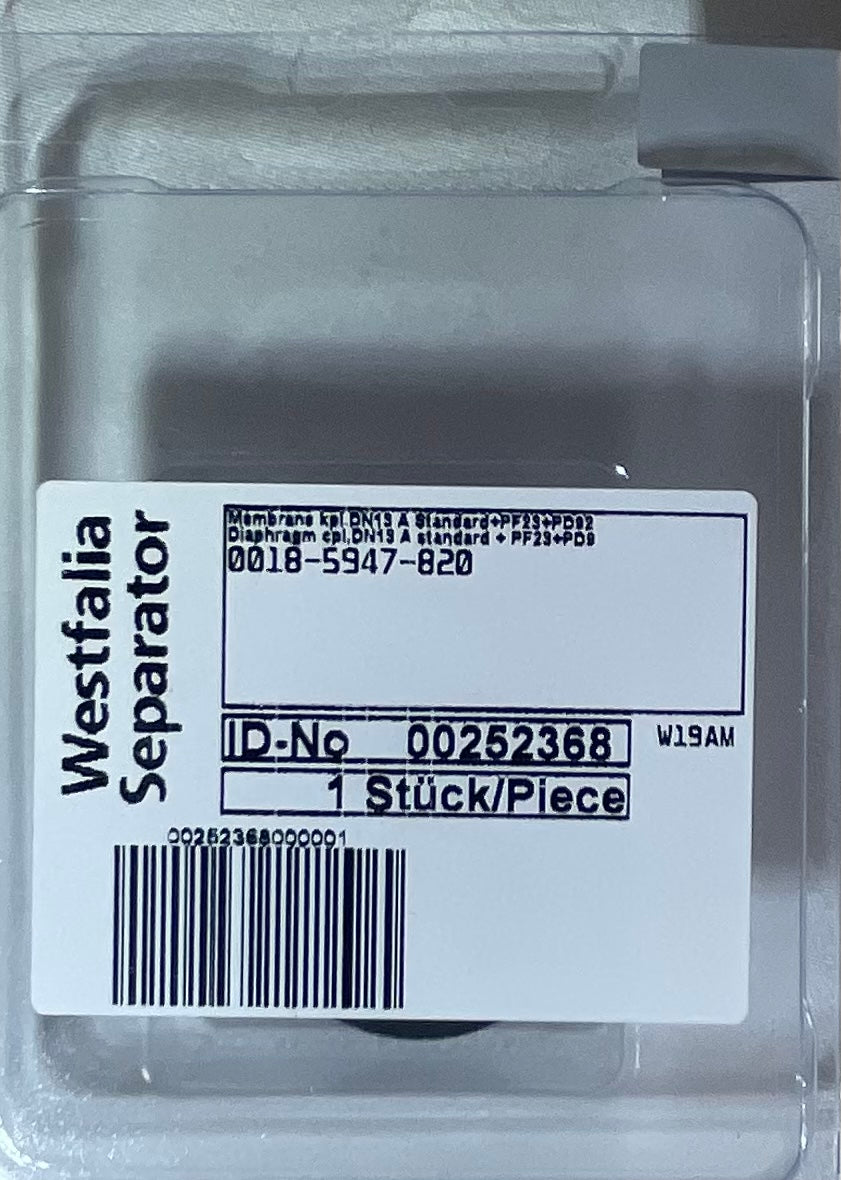 Westfalia
Separator
Membrane kpl.DN13 A Standard+PF23+PD92
Diaphragm cpl.DN13 A standard + PF23+PD9
0018-5947-820
ID-No 00252368
W19AM
1 Stück/Piece
00252368000001